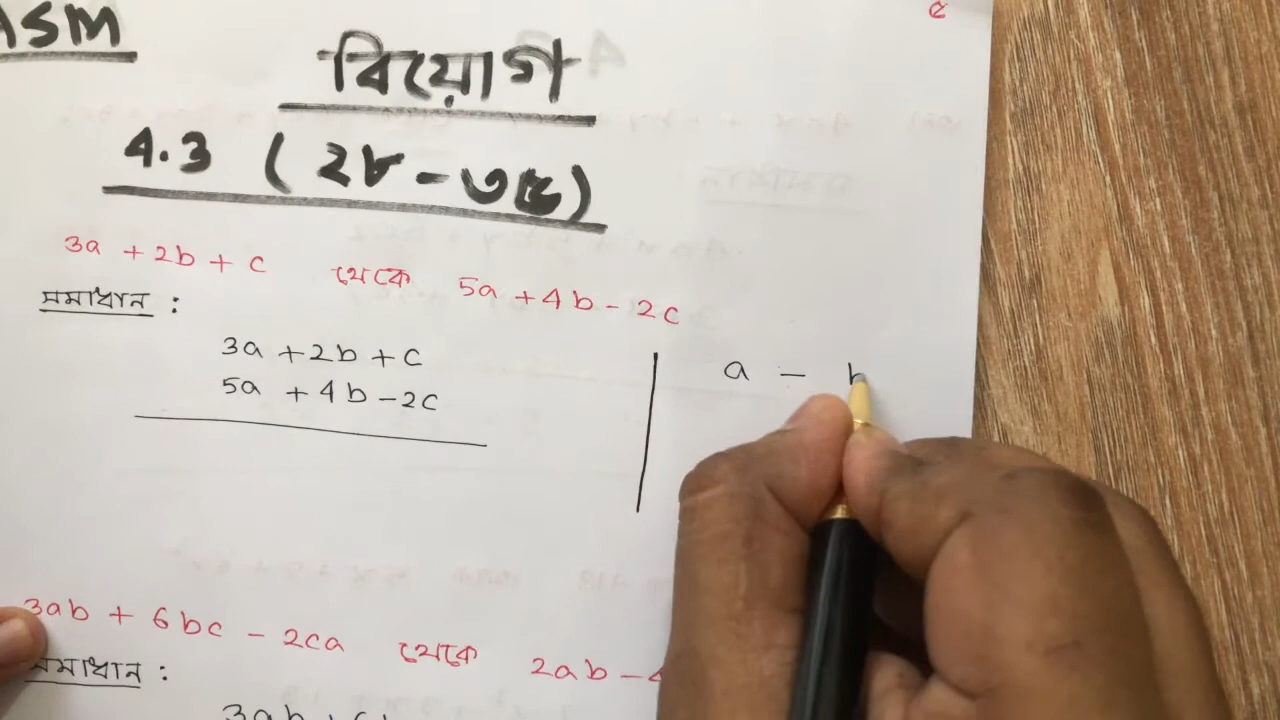 ASM
বিয়োগ
4.3 ( ২৮ - ৩৫)
3a + 2b + c থেকে 5a + 4b - 2c
সমাধান :
3a + 2b + c
5a + 4b - 2c
a - b
3ab + 6bc - 2ca থেকে 2ab - 4
সমাধান :